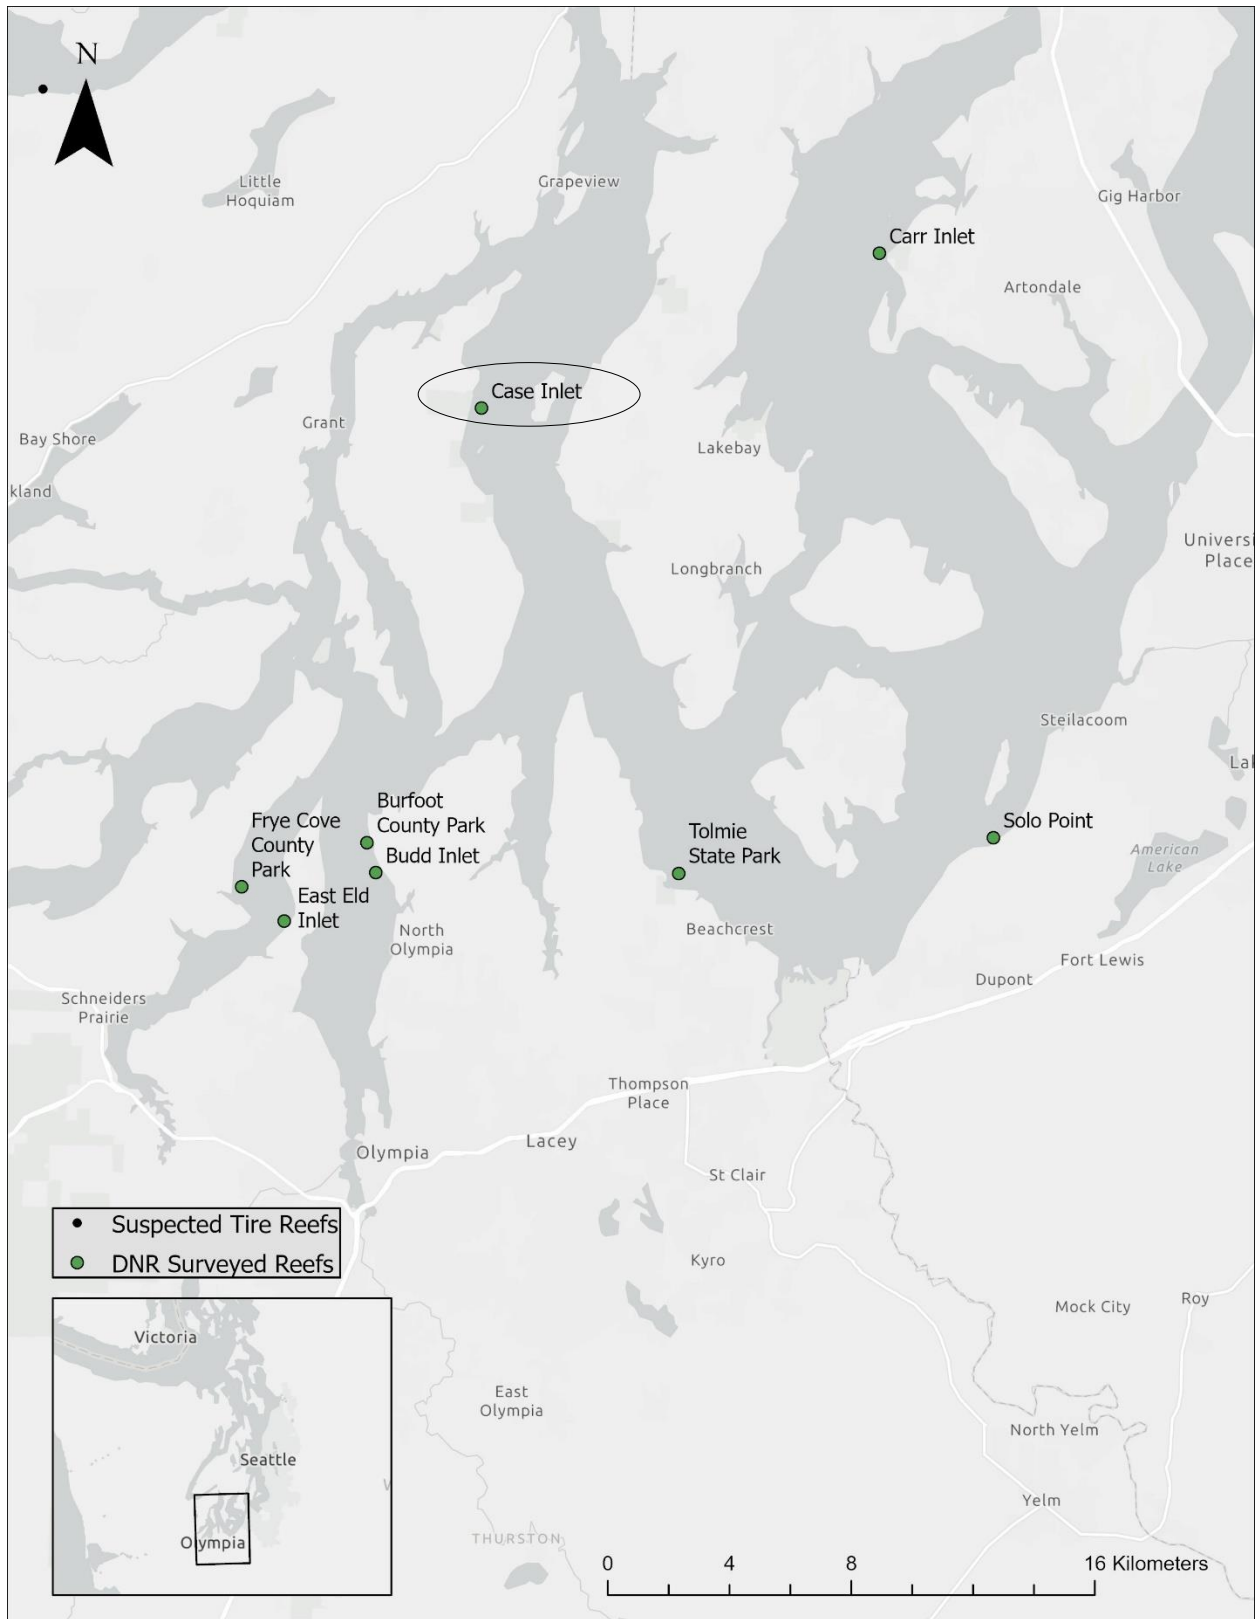 N
Little
Hoquiam
Grapeview
Gig Harbor
Carr Inlet
Artondale
Case Inlet
Grant
Bay Shore
Lakebay
kland
Universi
Place
Longbranch
Steilacoom
Lak
Burfoot
County Park
Frye Cove
County
Park
Budd Inlet
Tolmie
State Park
Solo Point
American
Lake
East Eld
Inlet
North
Olympia
Beachcrest
Fort Lewis
Dupont
Schneiders
Prairie
Thompson
Place
Lacey
Olympia
St Clair
Suspected Tire Reefs
DNR Surveyed Reefs
Kyro
Mock City
Roy
Victoria
East
Olympia
North Yelm
Seattle
Yelm
Olympia
THURSTON
0 4 8 16 Kilometers